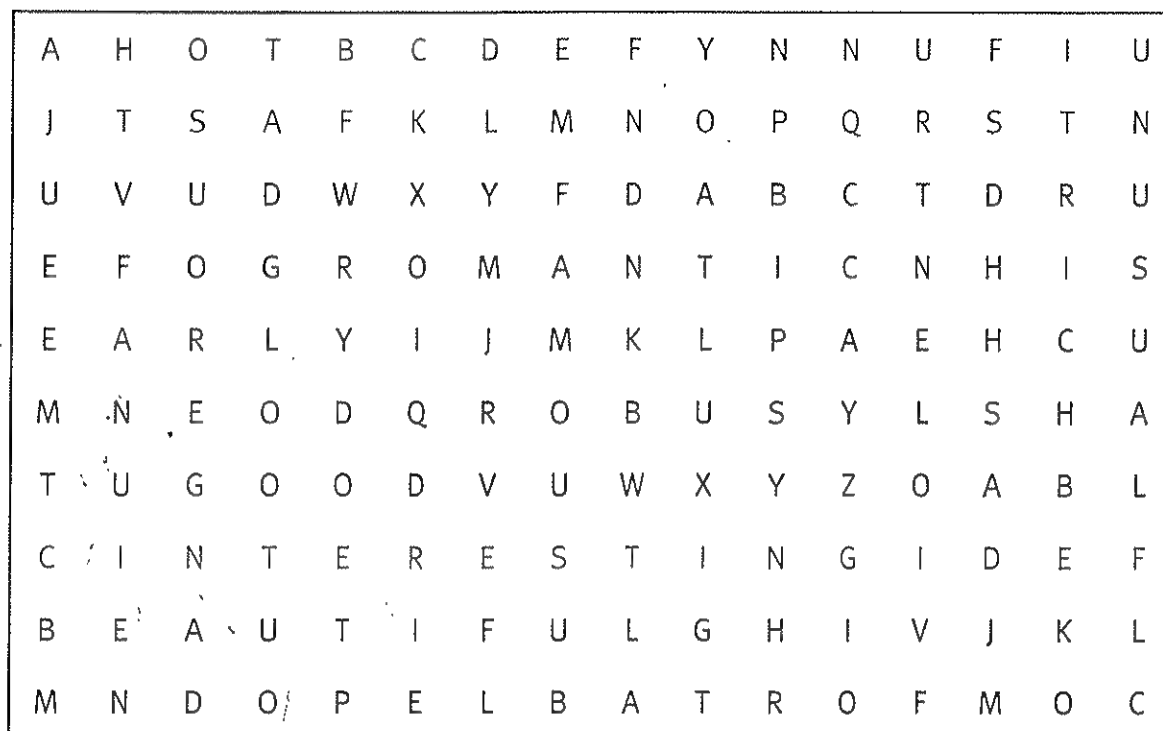 A H O T B C D E F Y N N U F I U
J T S A F K L M N O P Q R S T N
U V U D W X Y F D A B C T D R U
E F O G R O M A N T I C N H I S
E A R L Y I J M K L P A E H C U
M N E O D Q R O B U S Y L S H A
T U G O O D V U W X Y Z O A B L
C I N T E R E S T I N G I D E F
B E A U T I F U L G H I V J K L
M N D O P E L B A T R O F M O C